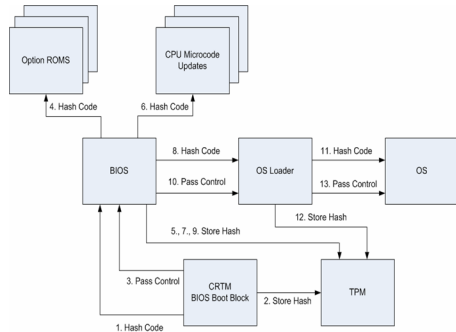 Option ROMS
CPU Microcode
Updates
4. Hash Code
6. Hash Code
8. Hash Code
11. Hash Code
BIOS
OS Loader
OS
10. Pass Control
13. Pass Control
12. Store Hash
5., 7., 9. Store Hash
3. Pass Control
CRTM
BIOS Boot Block
2. Store Hash
TPM
1. Hash Code